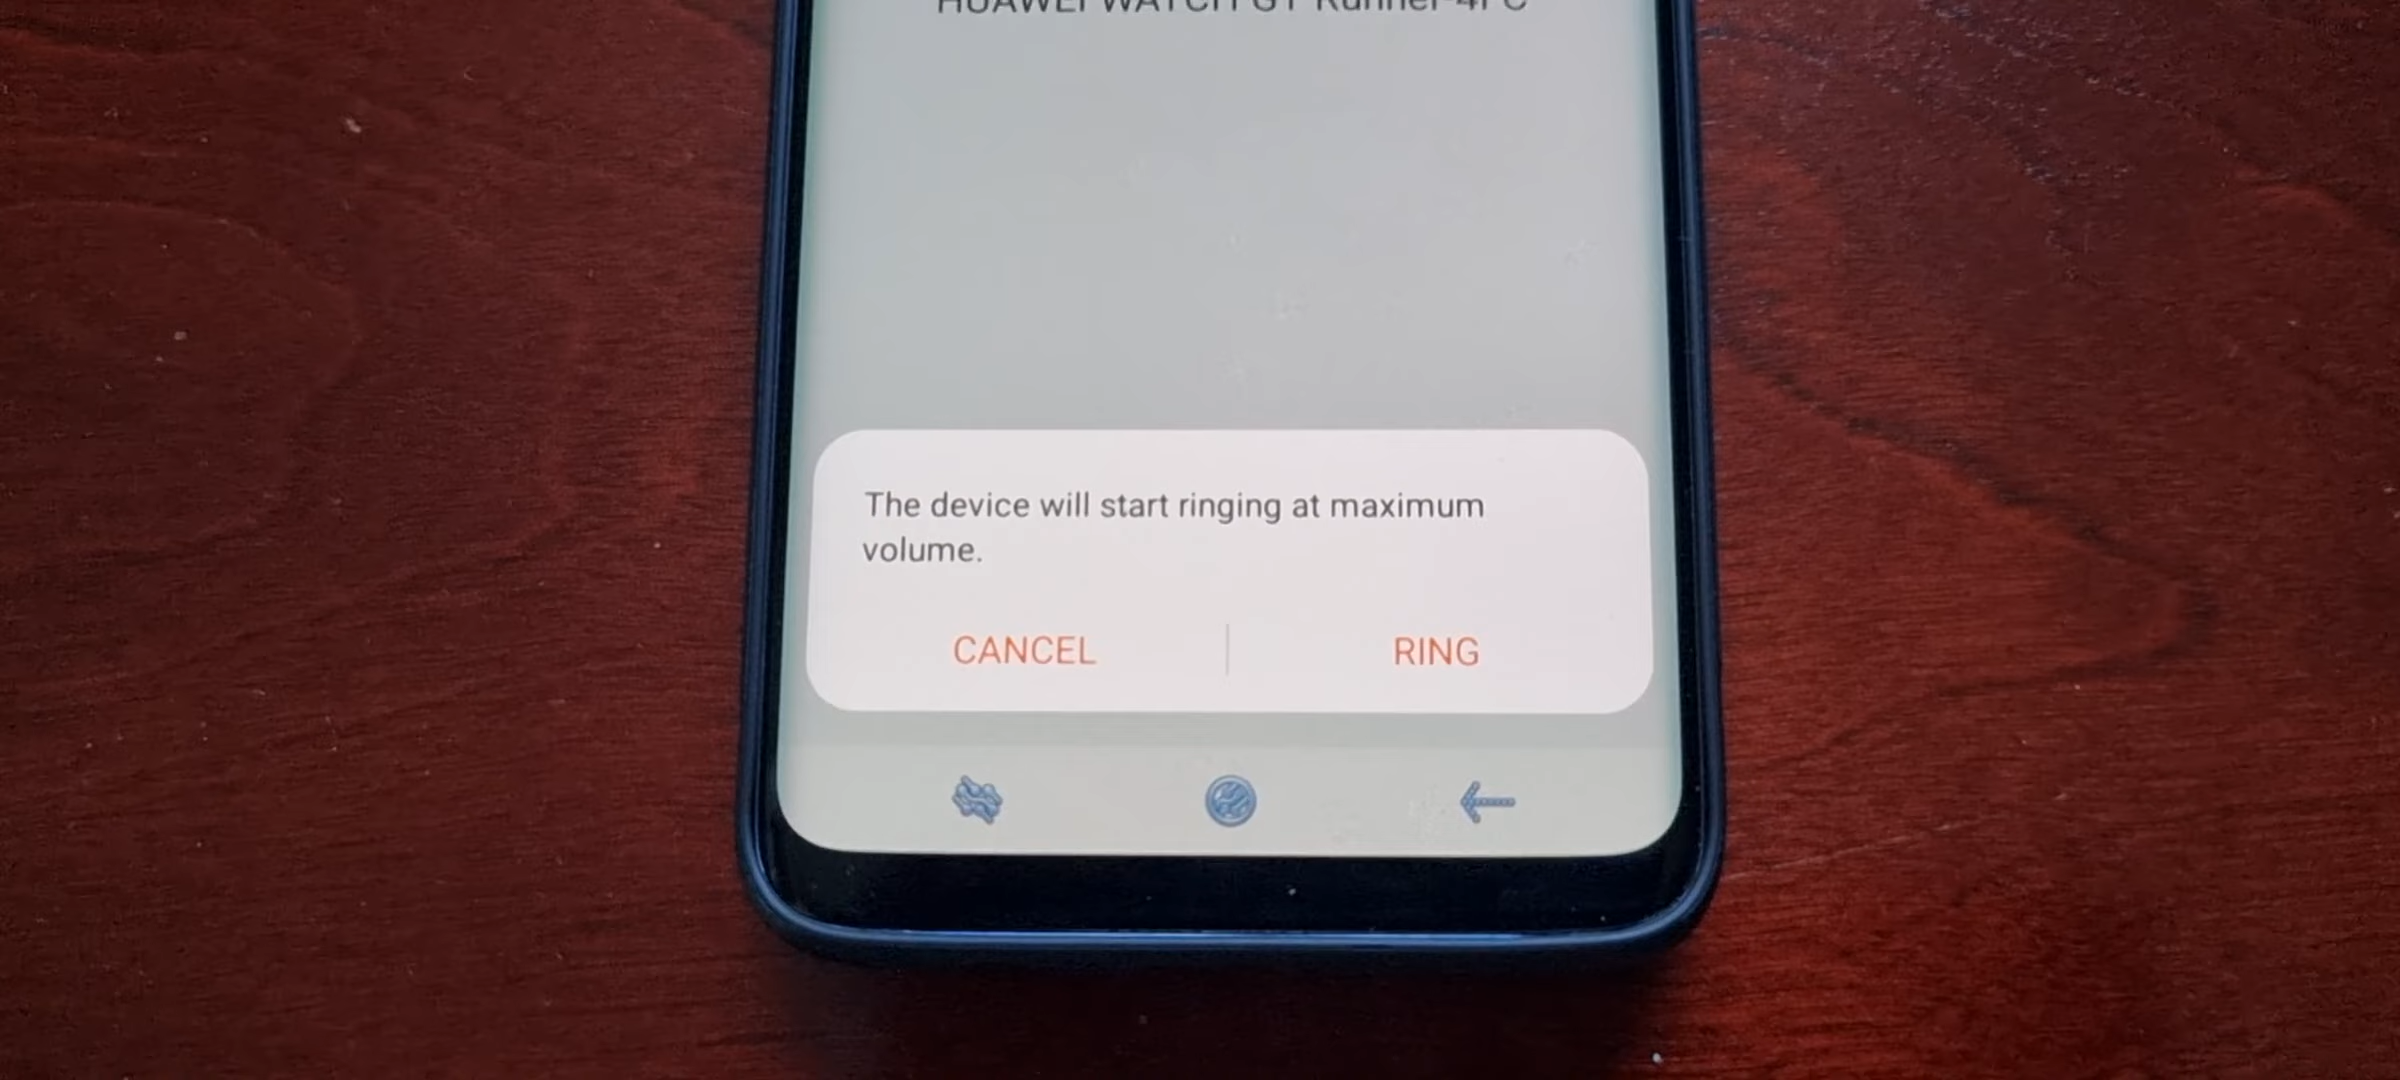 HUAWEI WATCH GT Runner-4FC
The device will start ringing at maximum
volume.
CANCEL
RING